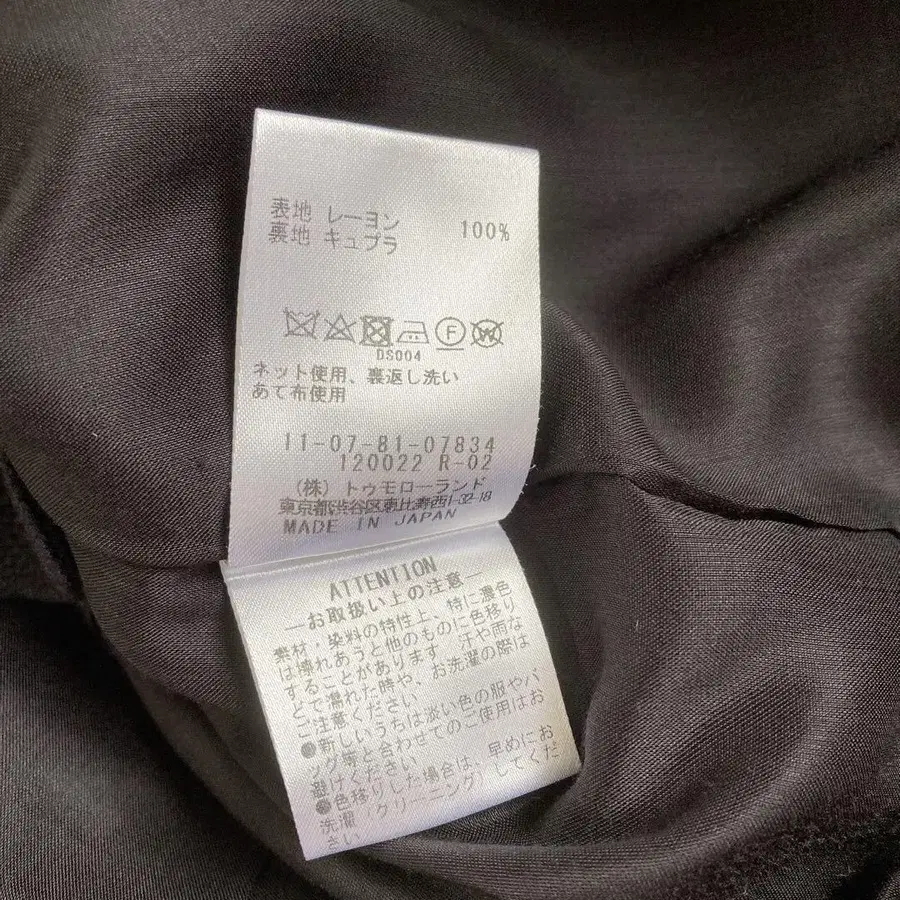 表地 レーヨン 100%
裏地 キュプラ
F W
DS004
ネット使用、裏返し洗い
あて布使用
11-07-81-07834
120022 R-02
(株) トゥモローランド
東京都渋谷区恵比寿西1-32-18
MADE IN JAPAN
ATTENTION
―お取扱い上の注意―
素材・染料の特性上、特に濃色
は擦れあうと他のものに色移り
することがあります。汗や雨な
どで濡れた時や、お洗濯の際は
ご注意ください。
●新しいうちは淡い色の服やバ
ッグ等と合わせてのご使用はお
避けください。
●色移りした場合は、早めにお
洗濯(クリーニング)してくだ
さい。